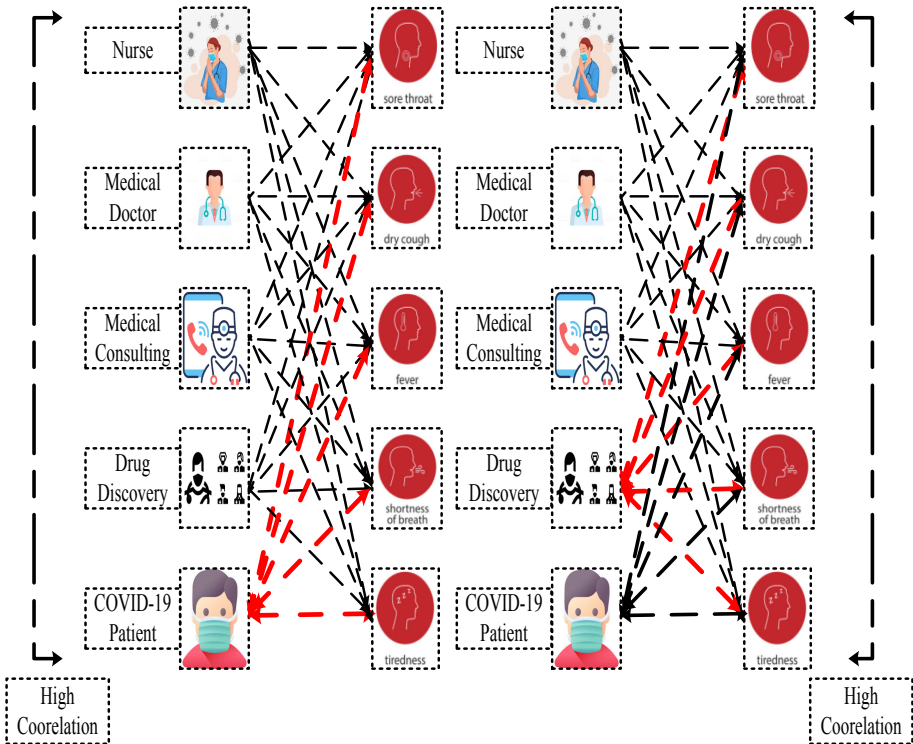 Nurse
sore throat
Nurse
sore throat
Medical
Doctor
dry cough
Medical
Doctor
dry cough
Medical
Consulting
fever
Medical
Consulting
fever
Drug
Discovery
shortness
of breath
Drug
Discovery
shortness
of breath
COVID-19
Patient
z z z
tiredness
COVID-19
Patient
z z z
tiredness
High
Coorelation
High
Coorelation